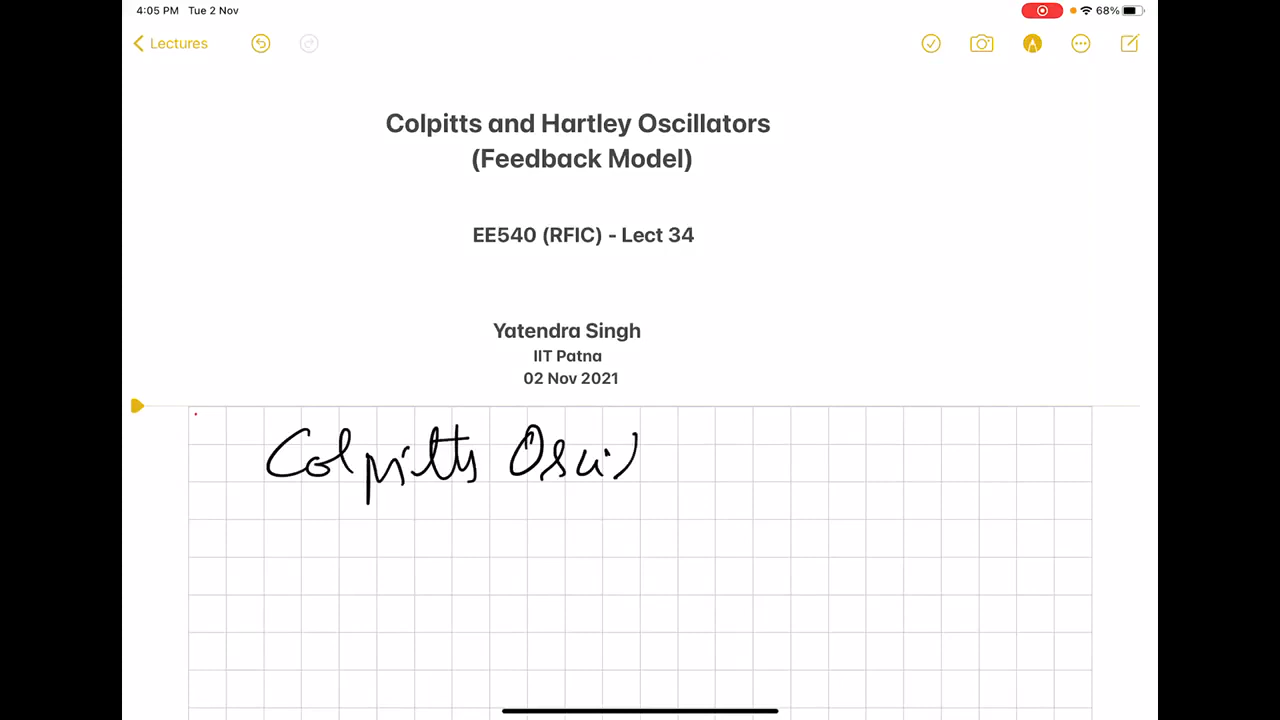 4:05 PM Tue 2 Nov
68%
Lectures
Colpitts and Hartley Oscillators
(Feedback Model)
EE540 (RFIC) - Lect 34
Yatendra Singh
IIT Patna
02 Nov 2021
Colpitts Oscil